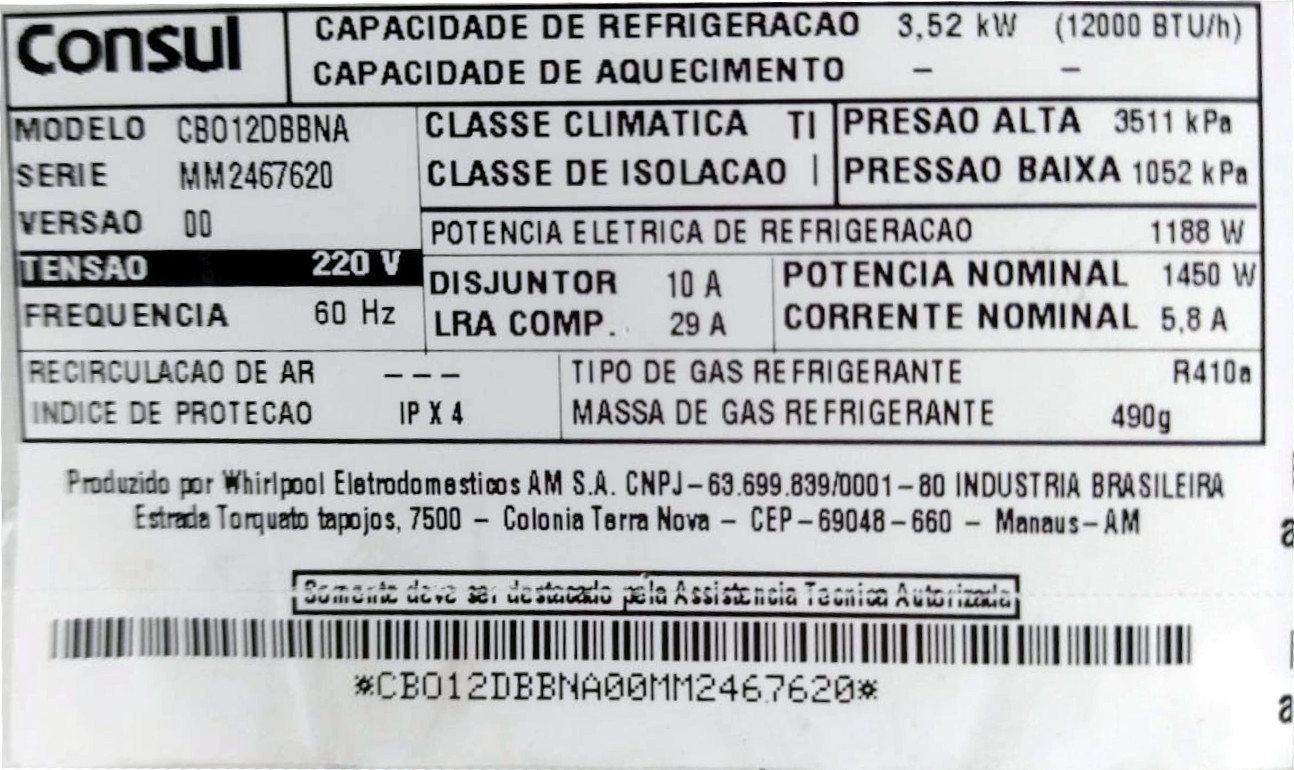 Consul
CAPACIDADE DE REFRIGERACAO 3,52 kW (12000 BTU/h)
CAPACIDADE DE AQUECIMENTO – –
MODELO CBO12DBBNA
SERIE MM2467620
VERSAO 00
TENSAO 220 V
FREQUENCIA 60 Hz
CLASSE CLIMATICA TI
CLASSE DE ISOLACAO I
PRESAO ALTA 3511 kPa
PRESSAO BAIXA 1052 kPa
POTENCIA ELETRICA DE REFRIGERACAO 1188 W
DISJUNTOR 10 A
LRA COMP. 29 A
POTENCIA NOMINAL 1450 W
CORRENTE NOMINAL 5,8 A
RECIRCULACAO DE AR – – –
INDICE DE PROTECAO IP X 4
TIPO DE GAS REFRIGERANTE R410a
MASSA DE GAS REFRIGERANTE 490g
Produzido por Whirlpool Eletrodomesticos AM S.A. CNPJ–63.699.839/0001–80 INDUSTRIA BRASILEIRA
Estrada Torquato tapojos, 7500 – Colonia Terra Nova – CEP–69048–660 – Manaus–AM
Somente deve ser destacado pela Assistencia Tecnica Autorizada
*CBO12DBBNA00MM2467620*
a
a